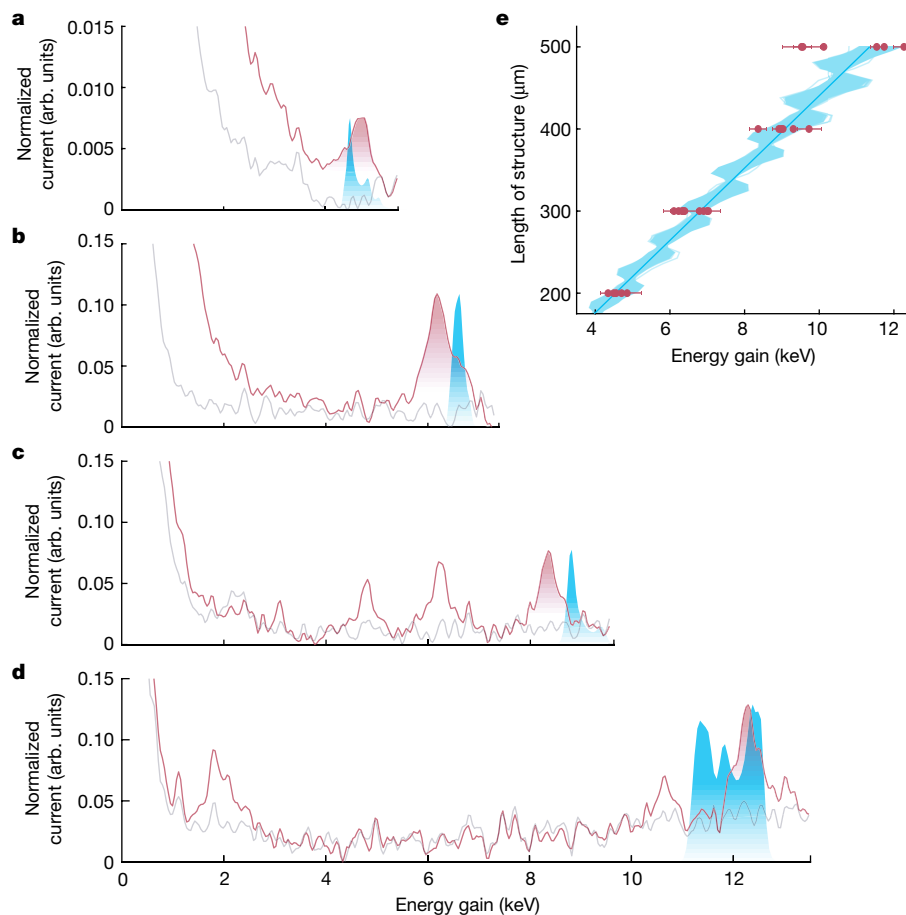 a
0.015
0.010
0.005
0
Normalized
current (arb. units)
b
0.15
0.10
0.05
0
Normalized
current (arb. units)
c
0.15
0.10
0.05
0
Normalized
current (arb. units)
d
0.15
0.10
0.05
0
Normalized
current (arb. units)
0 2 4 6 8 10 12
Energy gain (keV)
e
500
400
300
200
Length of structure (μm)
4 6 8 10 12
Energy gain (keV)